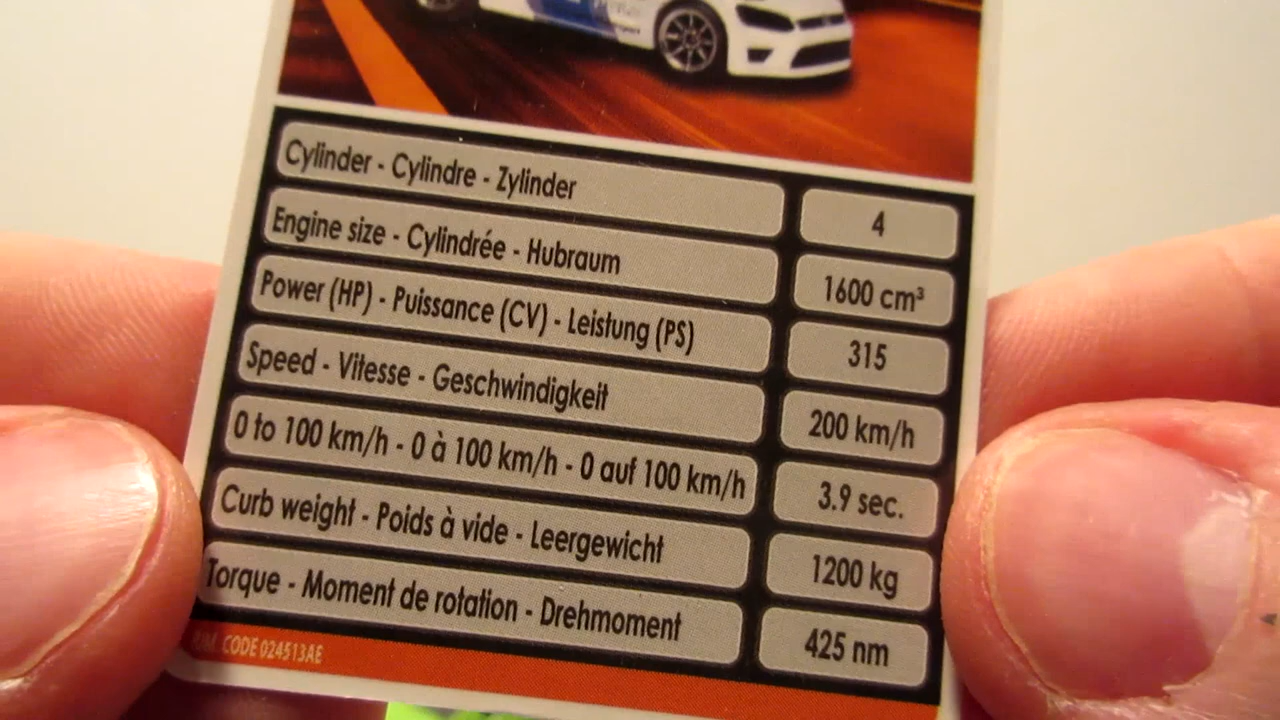 Cylinder - Cylindre - Zylinder 4
Engine size - Cylindrée - Hubraum 1600 cm³
Power (HP) - Puissance (CV) - Leistung (PS) 315
Speed - Vitesse - Geschwindigkeit 200 km/h
0 to 100 km/h - 0 à 100 km/h - 0 auf 100 km/h 3.9 sec.
Curb weight - Poids à vide - Leergewicht 1200 kg
Torque - Moment de rotation - Drehmoment 425 nm
CODE 024513AE